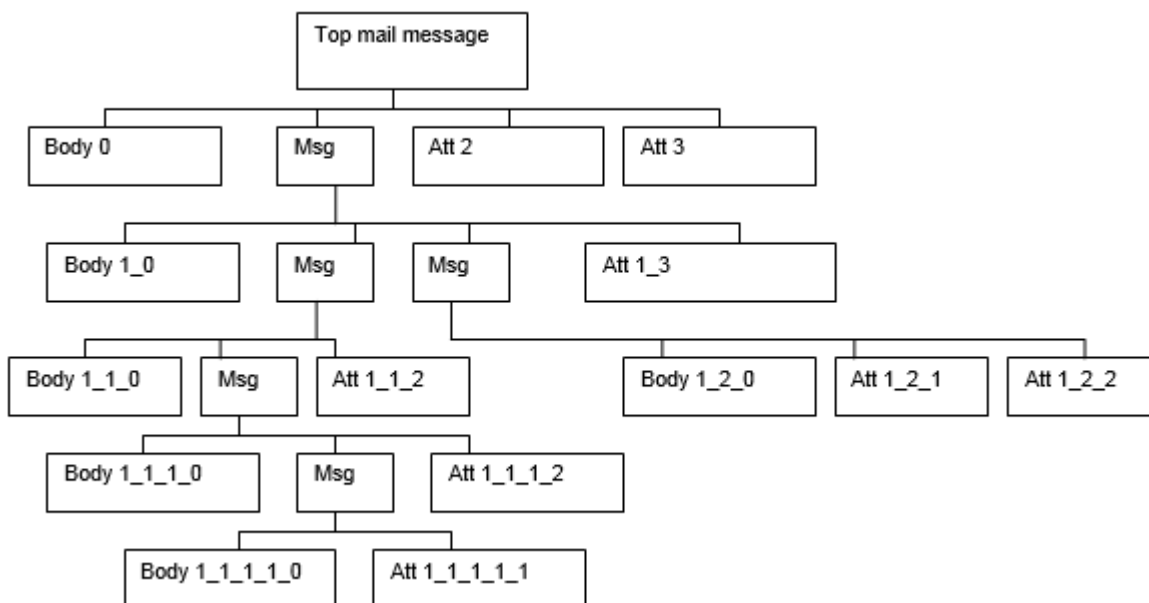 Top mail message
Body 0
Msg
Att 2
Att 3
Body 1_0
Msg
Msg
Att 1_3
Body 1_1_0
Msg
Att 1_1_2
Body 1_2_0
Att 1_2_1
Att 1_2_2
Body 1_1_1_0
Msg
Att 1_1_1_2
Body 1_1_1_1_0
Att 1_1_1_1_1